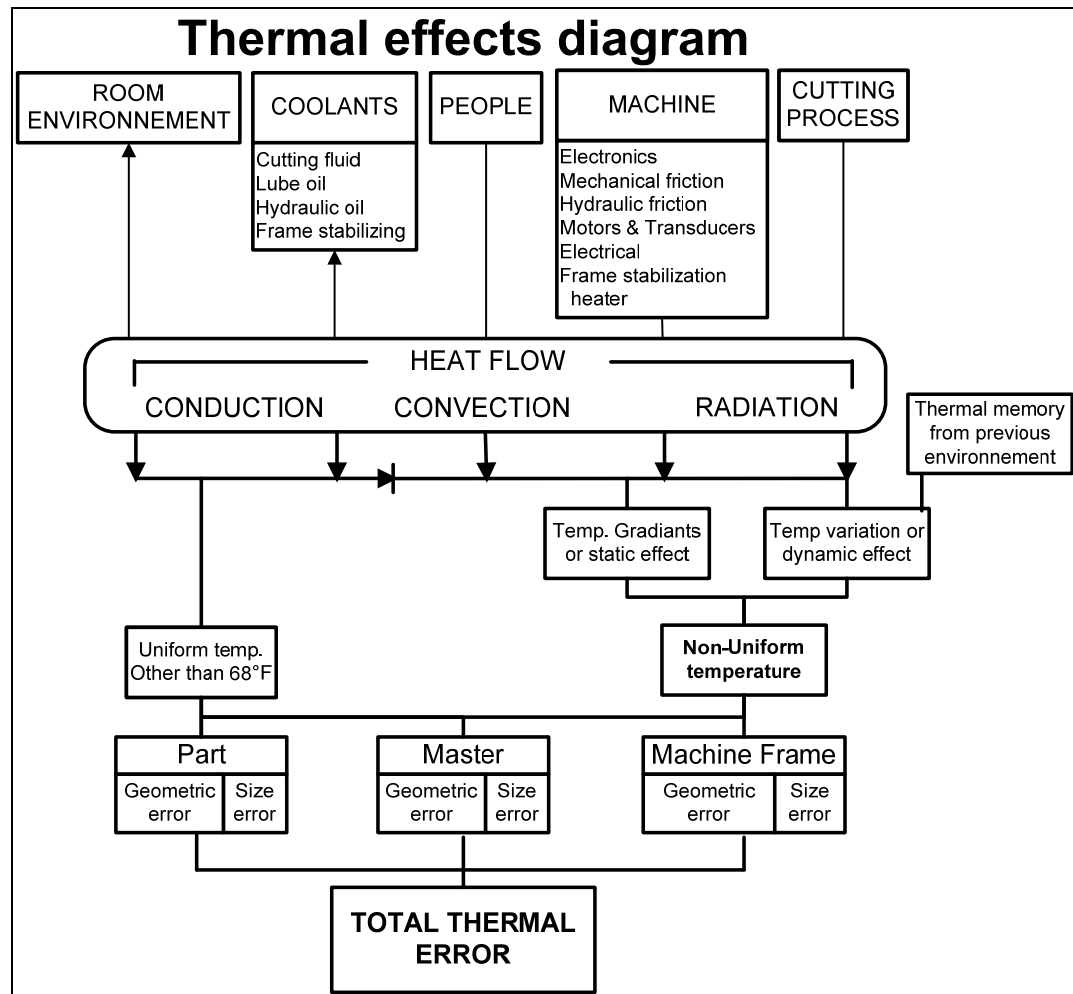 Thermal effects diagram
ROOM
ENVIRONNEMENT
COOLANTS
Cutting fluid
Lube oil
Hydraulic oil
Frame stabilizing
PEOPLE
MACHINE
Electronics
Mechanical friction
Hydraulic friction
Motors & Transducers
Electrical
Frame stabilization
heater
CUTTING
PROCESS
HEAT FLOW
CONDUCTION
CONVECTION
RADIATION
Thermal memory
from previous
environnement
Temp. Gradiants
or static effect
Temp variation or
dynamic effect
Uniform temp.
Other than 68°F
Non-Uniform
temperature
Part
Geometric
error
Size
error
Master
Geometric
error
Size
error
Machine Frame
Geometric
error
Size
error
TOTAL THERMAL
ERROR